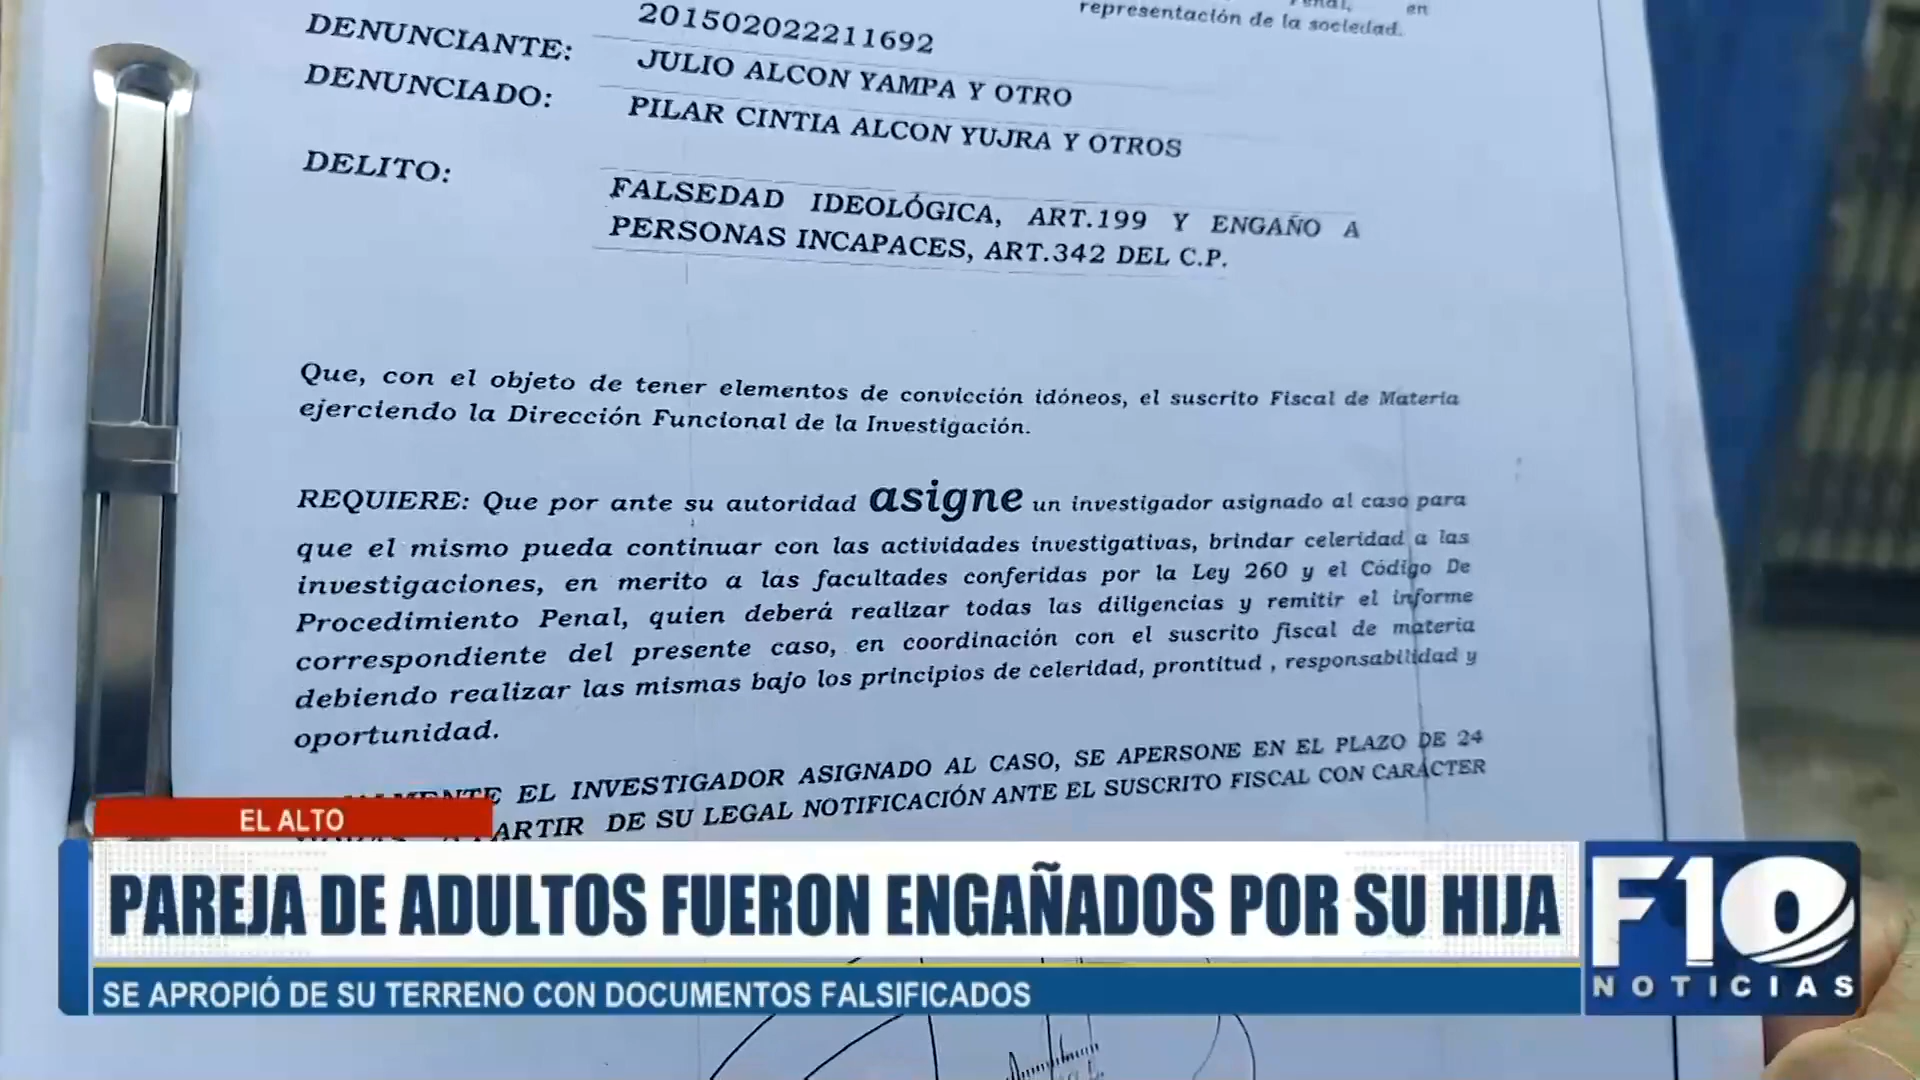 en
representación de la sociedad.
201502022211692
DENUNCIANTE: JULIO ALCON YAMPA Y OTRO
DENUNCIADO: PILAR CINTIA ALCON YUJRA Y OTROS
DELITO: FALSEDAD IDEOLÓGICA, ART.199 Y ENGAÑO A
PERSONAS INCAPACES, ART.342 DEL C.P.
Que, con el objeto de tener elementos de convicción idóneos, el suscrito Fiscal de Materia
ejerciendo la Dirección Funcional de la Investigación.
REQUIERE: Que por ante su autoridad asigne un investigador asignado al caso para
que el mismo pueda continuar con las actividades investigativas, brindar celeridad a las
investigaciones, en merito a las facultades conferidas por la Ley 260 y el Código De
Procedimiento Penal, quien deberá realizar todas las diligencias y remitir el informe
correspondiente del presente caso, en coordinación con el suscrito fiscal de materia
debiendo realizar las mismas bajo los principios de celeridad, prontitud , responsabilidad y
oportunidad.
EL INVESTIGADOR ASIGNADO AL CASO, SE APERSONE EN EL PLAZO DE 24
DE SU LEGAL NOTIFICACIÓN ANTE EL SUSCRITO FISCAL CON CARÁCTER
EL ALTO
PAREJA DE ADULTOS FUERON ENGAÑADOS POR SU HIJA
SE APROPIÓ DE SU TERRENO CON DOCUMENTOS FALSIFICADOS
F10
NOTICIAS